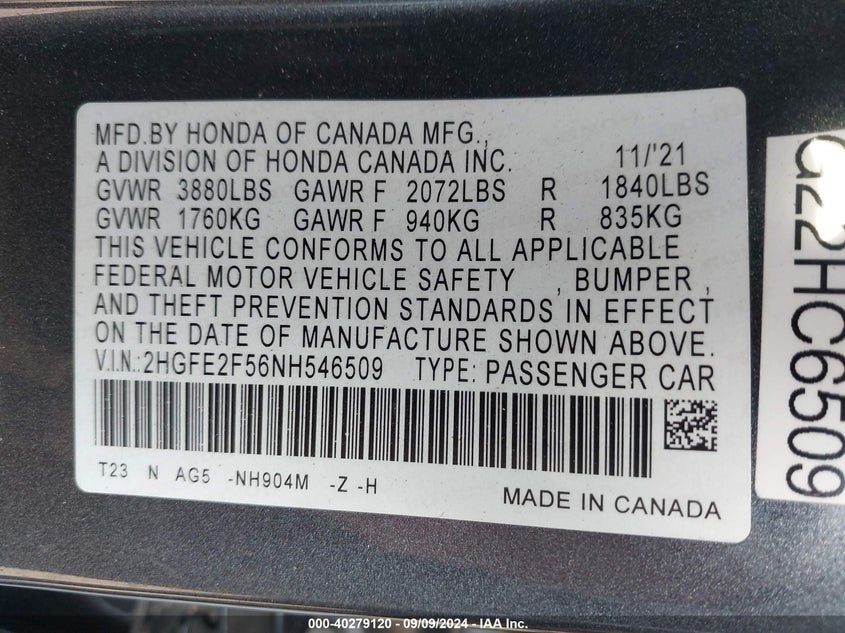 MFD.BY HONDA OF CANADA MFG.,
A DIVISION OF HONDA CANADA INC. 11/'21
GVWR 3880LBS GAWR F 2072LBS R 1840LBS
GVWR 1760KG GAWR F 940KG R 835KG
THIS VEHICLE CONFORMS TO ALL APPLICABLE
FEDERAL MOTOR VEHICLE SAFETY , BUMPER ,
AND THEFT PREVENTION STANDARDS IN EFFECT
ON THE DATE OF MANUFACTURE SHOWN ABOVE.
V.I.N.:2HGFE2F56NH546509 TYPE: PASSENGER CAR
T23 N AG5 -NH904M -Z -H
MADE IN CANADA
G22HC6509
000-40279120 - 09/09/2024 - IAA Inc.